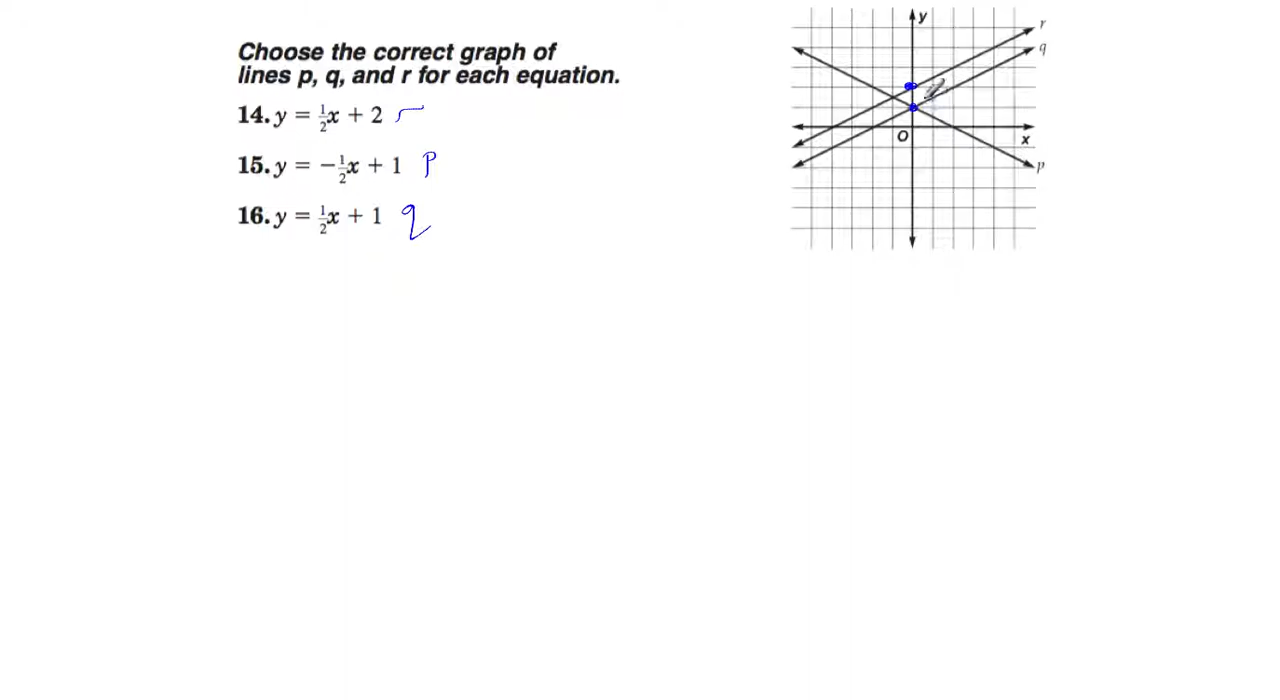 Choose the correct graph of
lines p, q, and r for each equation.
14. y = 1/2x + 2 r
15. y = −1/2x + 1 p
16. y = 1/2x + 1 q
y
r
q
O
x
p